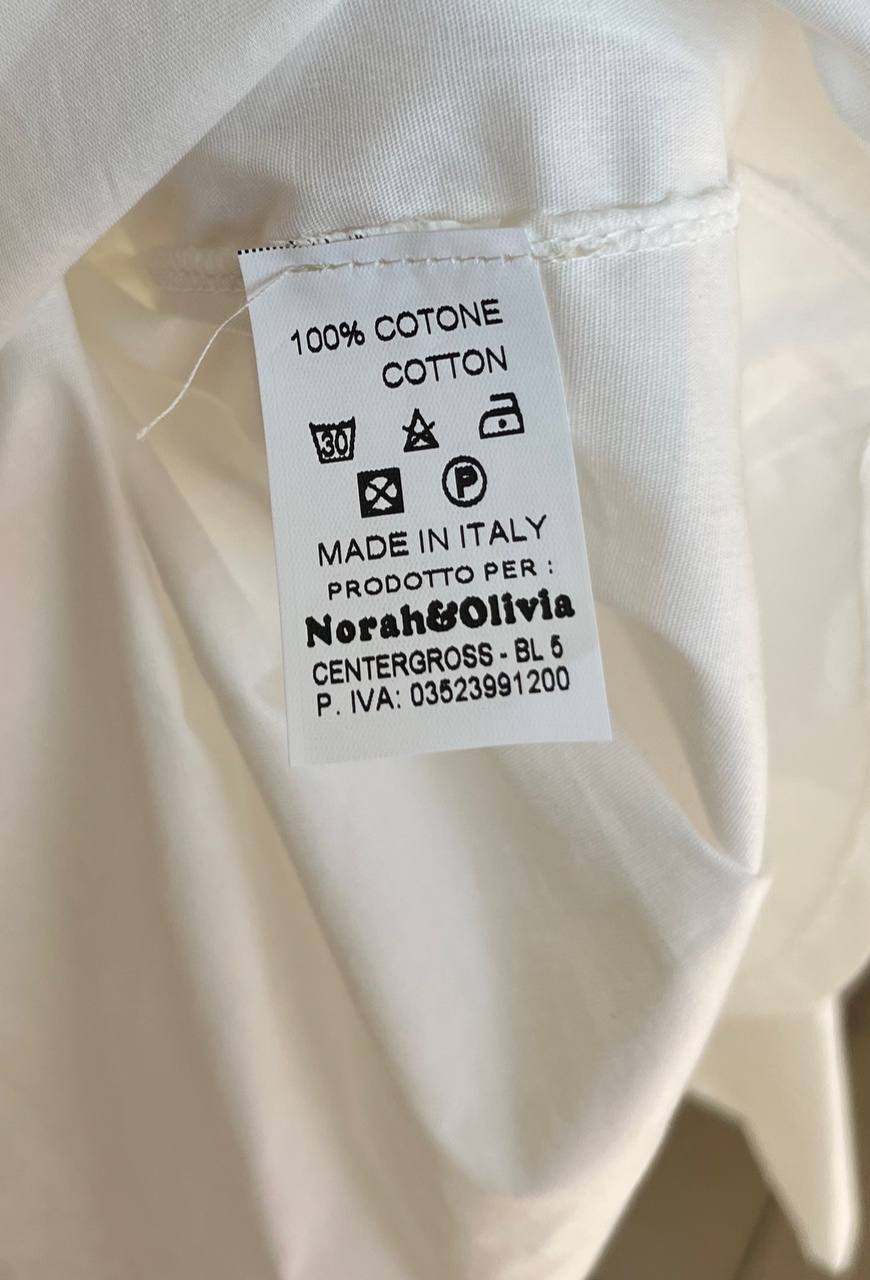 100% COTONE
COTTON
30
P
MADE IN ITALY
PRODOTTO PER :
Norah&Olivia
CENTERGROSS - BL 5
P. IVA: 03523991200